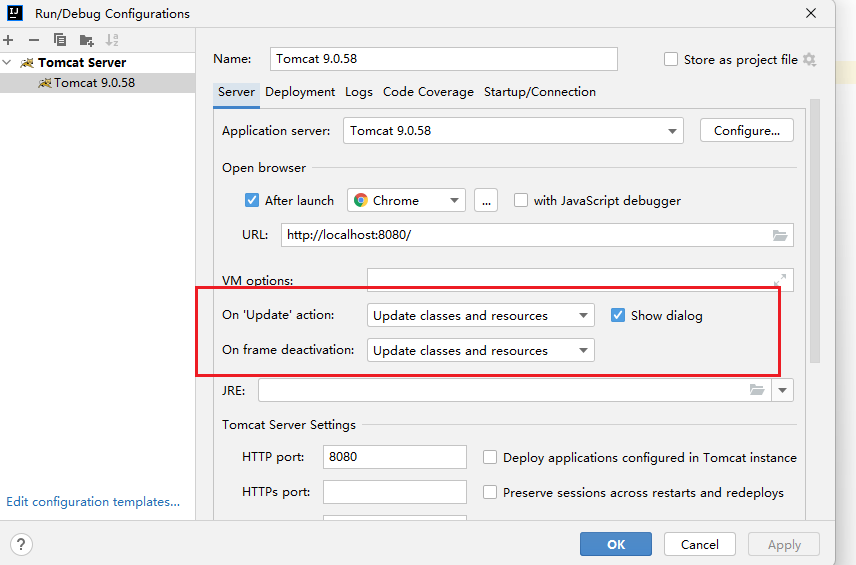 Run/Debug Configurations
Tomcat Server
Tomcat 9.0.58
Edit configuration templates...
Name: Tomcat 9.0.58 Store as project file
Server Deployment Logs Code Coverage Startup/Connection
Application server: Tomcat 9.0.58 Configure...
Open browser
After launch Chrome ... with JavaScript debugger
URL: http://localhost:8080/
VM options:
On 'Update' action: Update classes and resources Show dialog
On frame deactivation: Update classes and resources
JRE:
Tomcat Server Settings
HTTP port: 8080 Deploy applications configured in Tomcat instance
HTTPs port: Preserve sessions across restarts and redeploys
? OK Cancel Apply